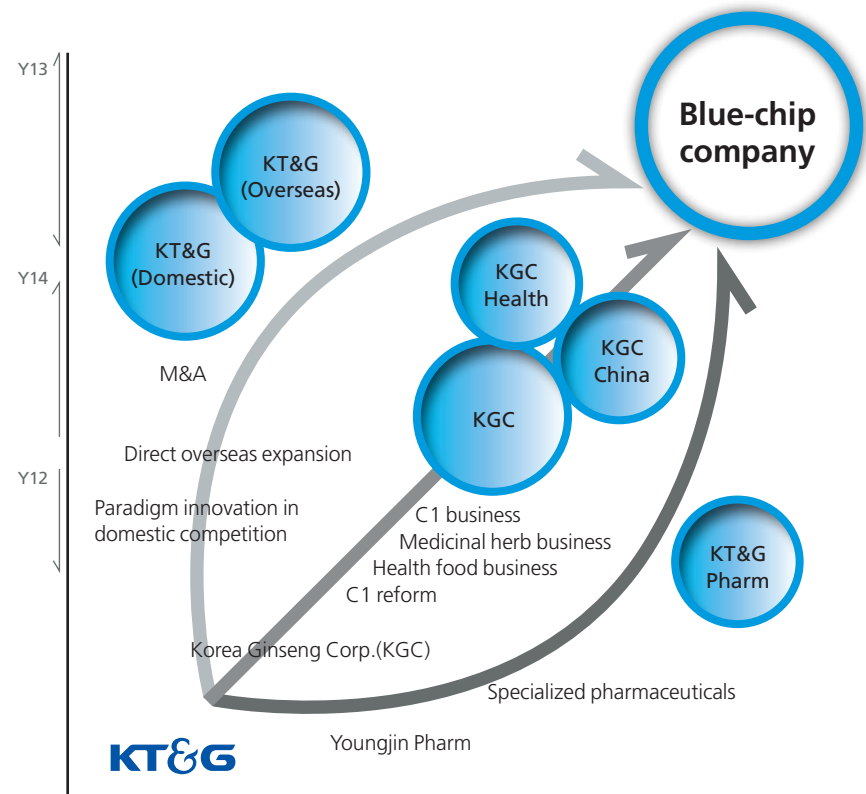 Y13
Blue-chip
company
KT&G
(Overseas)
KT&G
(Domestic)
Y14
KGC
Health
KGC
China
M&A
KGC
Direct overseas expansion
Y12
Paradigm innovation in
domestic competition
C1 business
Medicinal herb business
Health food business
C1 reform
KT&G
Pharm
Korea Ginseng Corp.(KGC)
Specialized pharmaceuticals
Youngjin Pharm
KT&G